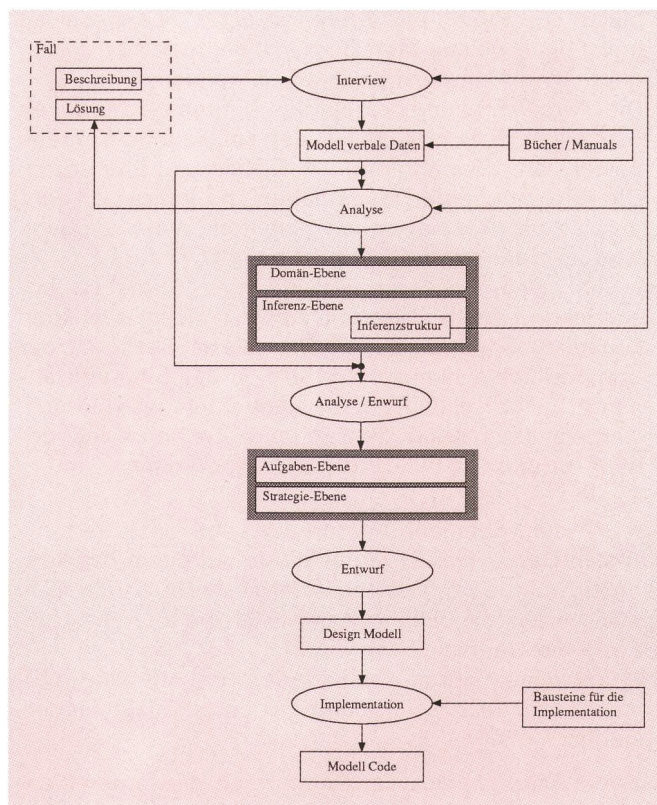 Fall
Beschreibung
Interview
Lösung
Modell verbale Daten
Bücher / Manuals
Analyse
Domän-Ebene
Inferenz-Ebene
Inferenzstruktur
Analyse / Enwurf
Aufgaben-Ebene
Strategie-Ebene
Entwurf
Design Modell
Implementation
Bausteine für die
Implementation
Modell Code